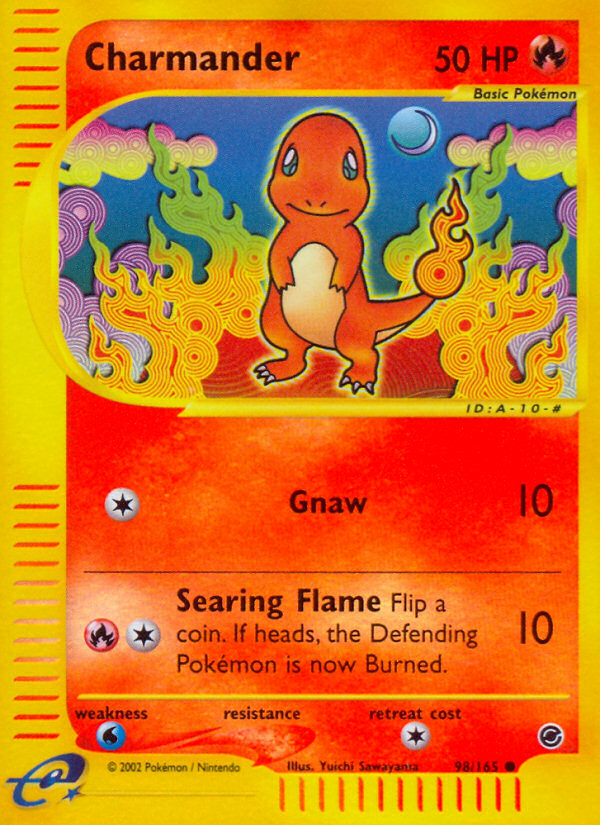 Charmander 50 HP
Basic Pokémon
ID:A-10-#
Gnaw 10
Searing Flame Flip a
coin. If heads, the Defending
Pokémon is now Burned.
10
weakness resistance retreat cost
© 2002 Pokémon / Nintendo Illus. Yuichi Sawayama 98/165
e